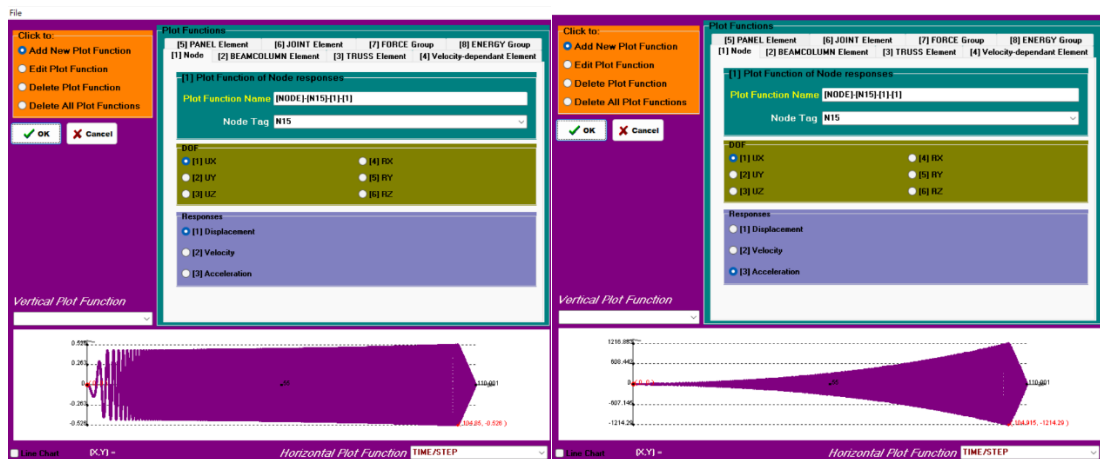 File
Click to:
Add New Plot Function
Edit Plot Function
Delete Plot Function
Delete All Plot Functions
OK
Cancel
Plot Functions
[5] PANEL Element [6] JOINT Element [7] FORCE Group [8] ENERGY Group
[1] Node [2] BEAMCOLUMN Element [3] TRUSS Element [4] Velocity-dependant Element
[1] Plot Function of Node responses
Plot Function Name [NODE]-[N15]-[1]-[1]
Node Tag N15
DOF
[1] UX [4] RX
[2] UY [5] RY
[3] UZ [6] RZ
Responses
[1] Displacement
[2] Velocity
[3] Acceleration
Vertical Plot Function
0.263
-0.263
-0.526
Line Chart [X,Y] = Horizontal Plot Function TIME/STEP
Click to:
Add New Plot Function
Edit Plot Function
Delete Plot Function
Delete All Plot Functions
OK
Cancel
Plot Functions
[5] PANEL Element [6] JOINT Element [7] FORCE Group [8] ENERGY Group
[1] Node [2] BEAMCOLUMN Element [3] TRUSS Element [4] Velocity-dependant Element
[1] Plot Function of Node responses
Plot Function Name [NODE]-[N15]-[1]-[1]
Node Tag N15
DOF
[1] UX [4] RX
[2] UY [5] RY
[3] UZ [6] RZ
Responses
[1] Displacement
[2] Velocity
[3] Acceleration
Vertical Plot Function
-607.146
-1214.29
Line Chart [X,Y] = Horizontal Plot Function TIME/STEP